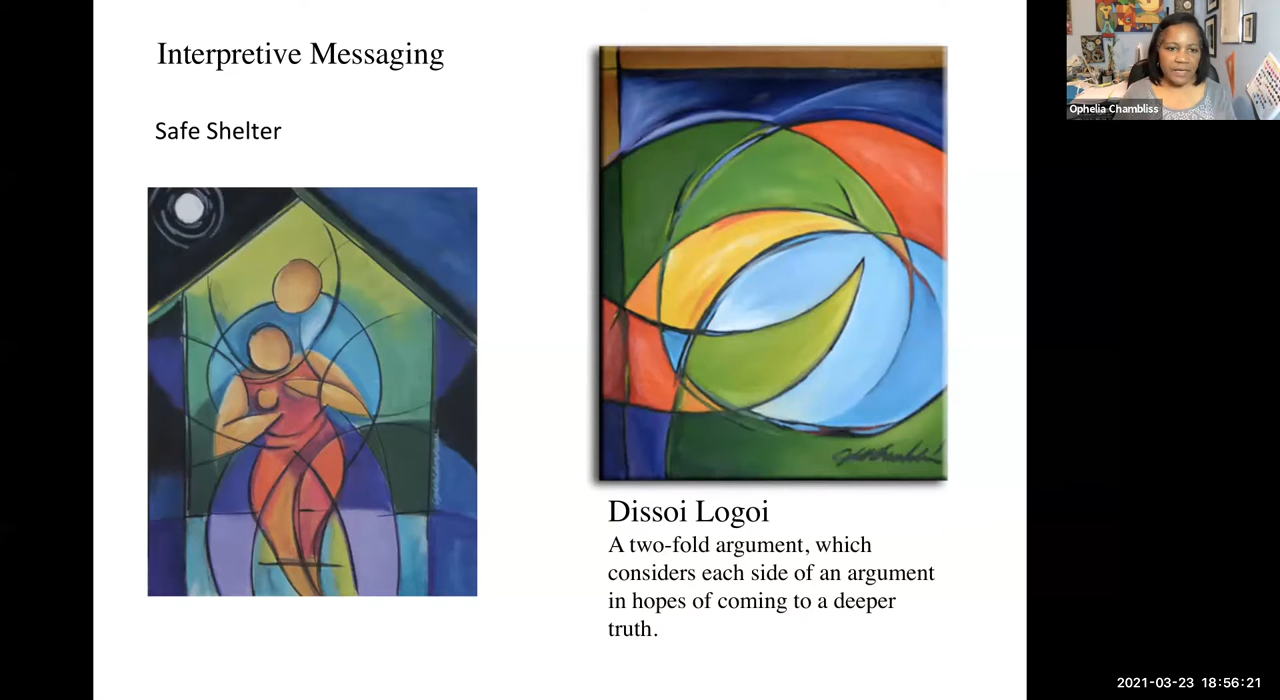 Interpretive Messaging
Safe Shelter
Dissoi Logoi
A two-fold argument, which
considers each side of an argument
in hopes of coming to a deeper
truth.
Ophelia Chambliss
2021-03-23 18:56:21